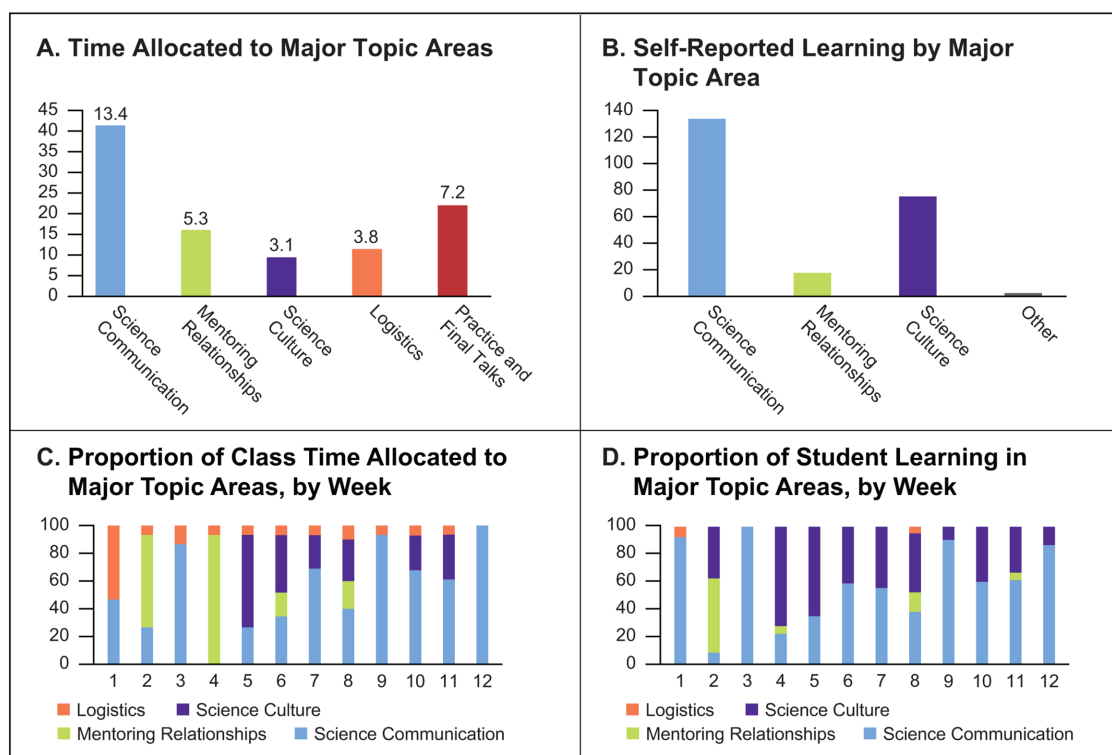 A. Time Allocated to Major Topic Areas
45
40
35
30
25
20
15
10
5
0
13.4
5.3
3.1
3.8
7.2
Science
Communication
Mentoring
Relationships
Science
Culture
Logistics
Practice and
Final Talks
B. Self-Reported Learning by Major
Topic Area
140
120
100
80
60
40
20
0
Science
Communication
Mentoring
Relationships
Science
Culture
Other
C. Proportion of Class Time Allocated to
Major Topic Areas, by Week
100
80
60
40
20
0
1 2 3 4 5 6 7 8 9 10 11 12
Logistics Science Culture
Mentoring Relationships Science Communication
D. Proportion of Student Learning in
Major Topic Areas, by Week
100
80
60
40
20
0
1 2 3 4 5 6 7 8 9 10 11 12
Logistics Science Culture
Mentoring Relationships Science Communication